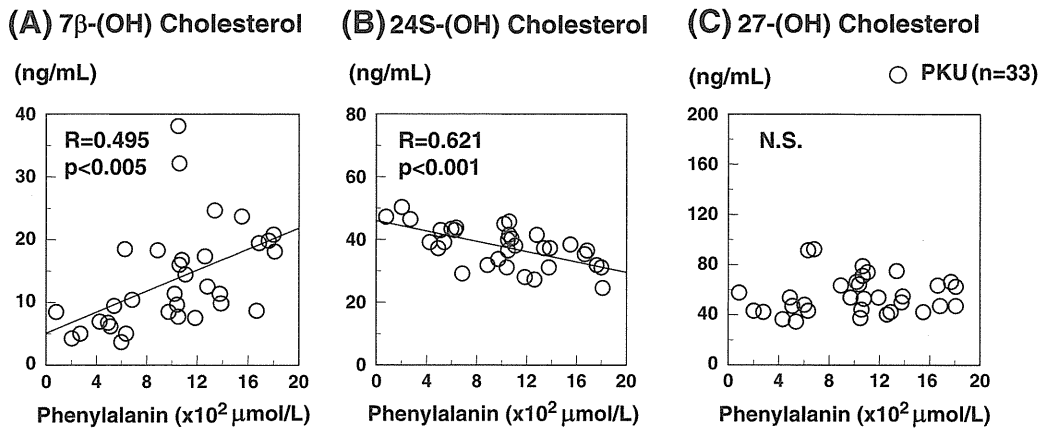 (A) 7β-(OH) Cholesterol
(ng/mL)
40
30
20
10
0
R=0.495
p<0.005
0 4 8 12 16 20
Phenylalanin (x10² μmol/L)
(B) 24S-(OH) Cholesterol
(ng/mL)
80
60
40
20
0
R=0.621
p<0.001
0 4 8 12 16 20
Phenylalanin (x10² μmol/L)
(C) 27-(OH) Cholesterol
(ng/mL)
PKU (n=33)
200
160
120
80
40
0
N.S.
0 4 8 12 16 20
Phenylalanin (x10² μmol/L)